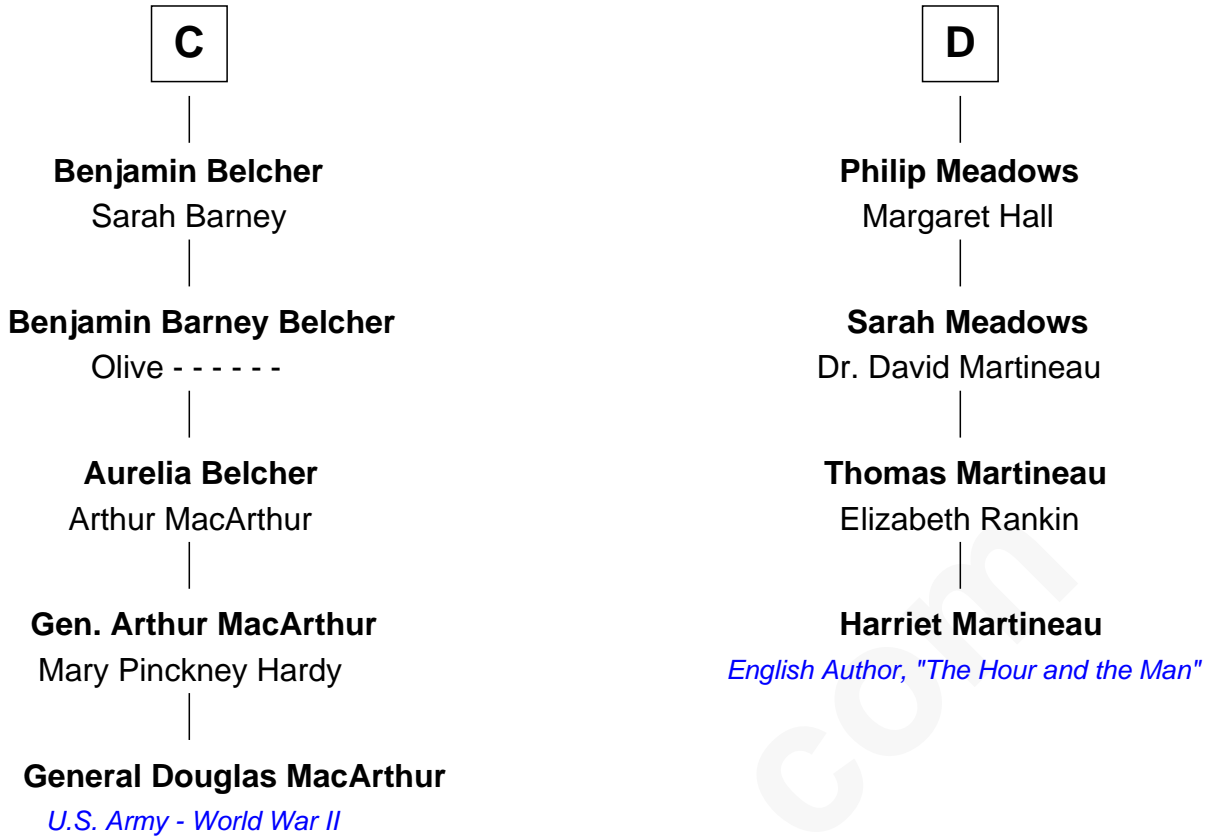 C
Benjamin Belcher
Sarah Barney
Benjamin Barney Belcher
Olive - - - - - -
Aurelia Belcher
Arthur MacArthur
Gen. Arthur MacArthur
Mary Pinckney Hardy
General Douglas MacArthur
U.S. Army - World War II
D
Philip Meadows
Margaret Hall
Sarah Meadows
Dr. David Martineau
Thomas Martineau
Elizabeth Rankin
Harriet Martineau
English Author, "The Hour and the Man"
com